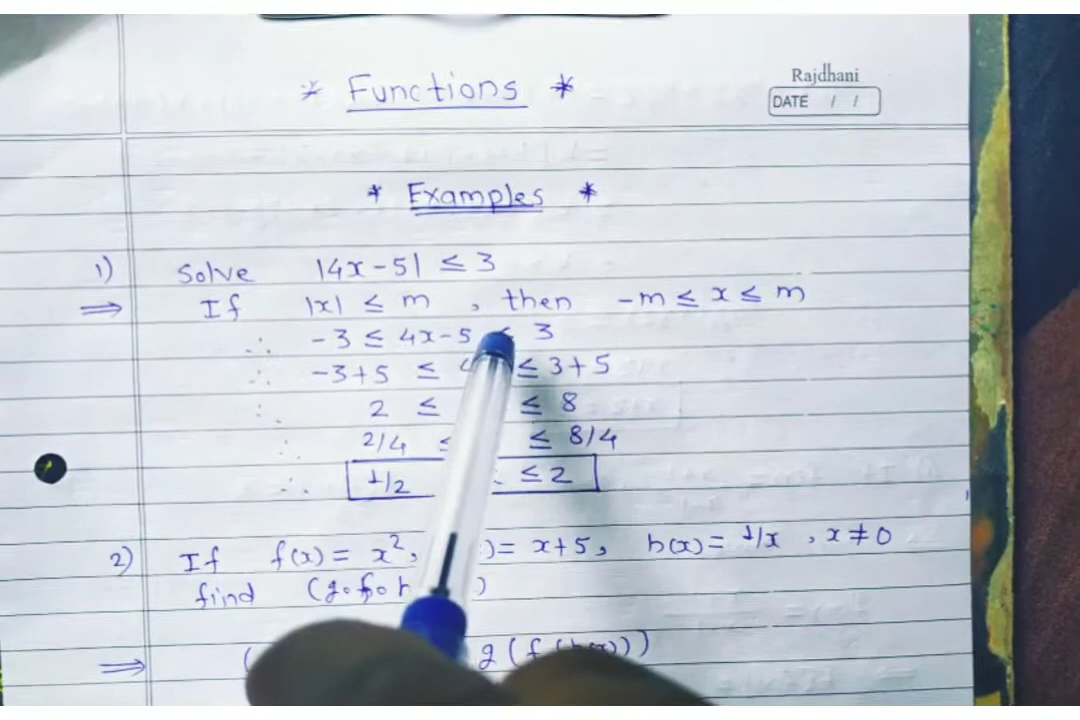 * Functions *
Rajdhani
DATE / /
* Examples *
1) Solve |4x-5| ≤ 3
⇒ If |x| ≤ m , then -m ≤ x ≤ m
∴ -3 ≤ 4x-5 ≤ 3
∴ -3+5 ≤ ≤ 3+5
∴ 2 ≤ ≤ 8
∴ 2/4 ≤ ≤ 8/4
∴ 1/2 ≤ 2
2) If f(x) = x², )= x+5, h(x) = 1/x , x≠0
find (gofoh )
⇒ ( g(f(h(x)))